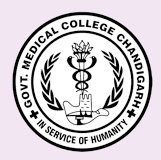 GOVT. MEDICAL COLLEGE CHANDIGARH
IN SERVICE OF HUMANITY